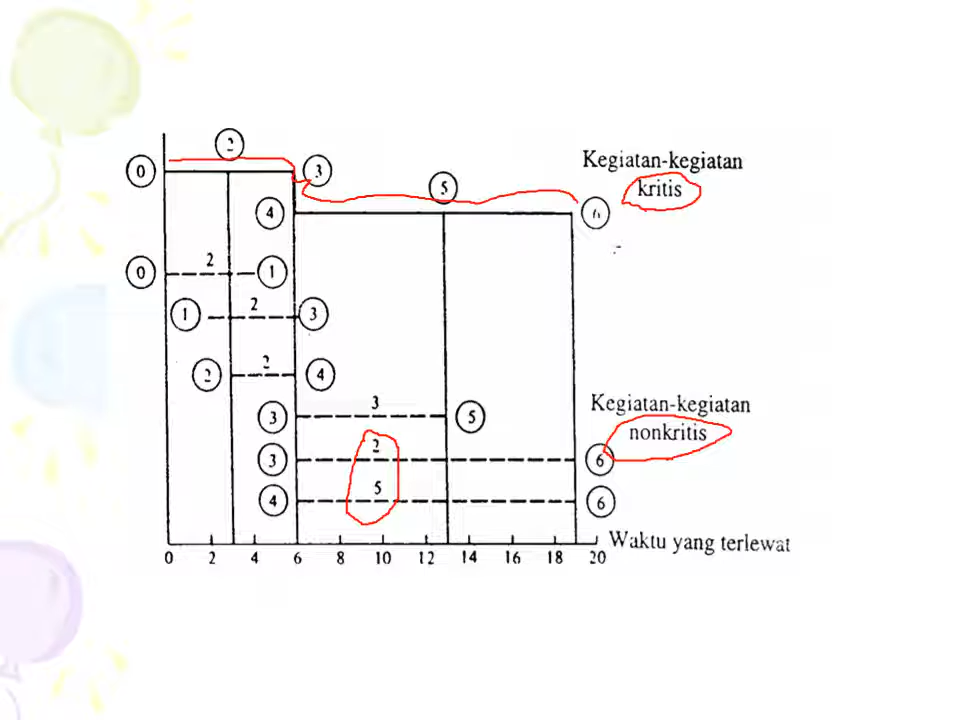 2
0 3
5
4 6
Kegiatan-kegiatan
kritis
0 2 1
1 2 3
2 2 4
3 3 5
3 2 6
4 5 6
Kegiatan-kegiatan
nonkritis
0 2 4 6 8 10 12 14 16 18 20
Waktu yang terlewat